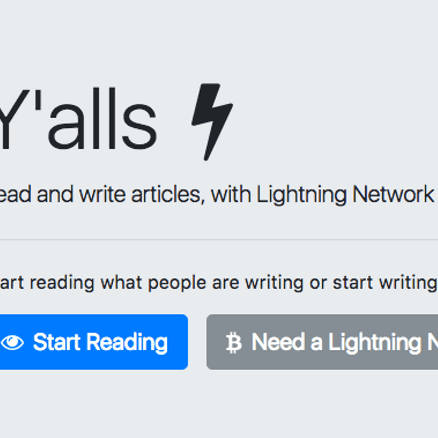 Y'alls
ead and write articles, with Lightning Network
art reading what people are writing or start writing
Start Reading
Need a Lightning N